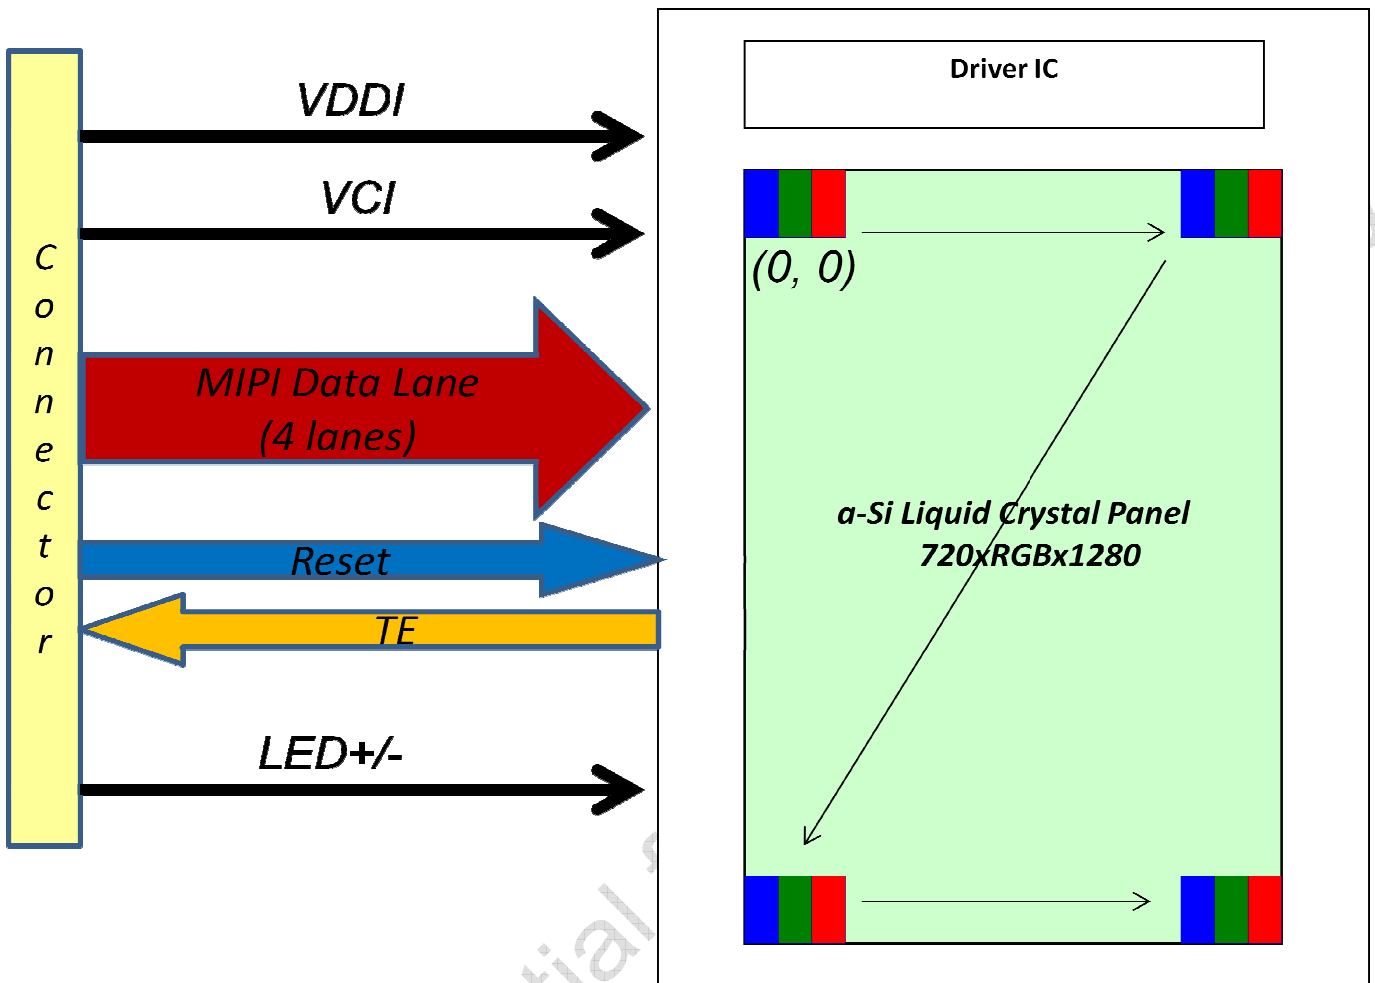 Driver IC
VDDI
VCI
Connector
(0, 0)
MIPI Data Lane
(4 lanes)
a-Si Liquid Crystal Panel
720xRGBx1280
Reset
TE
LED+/-